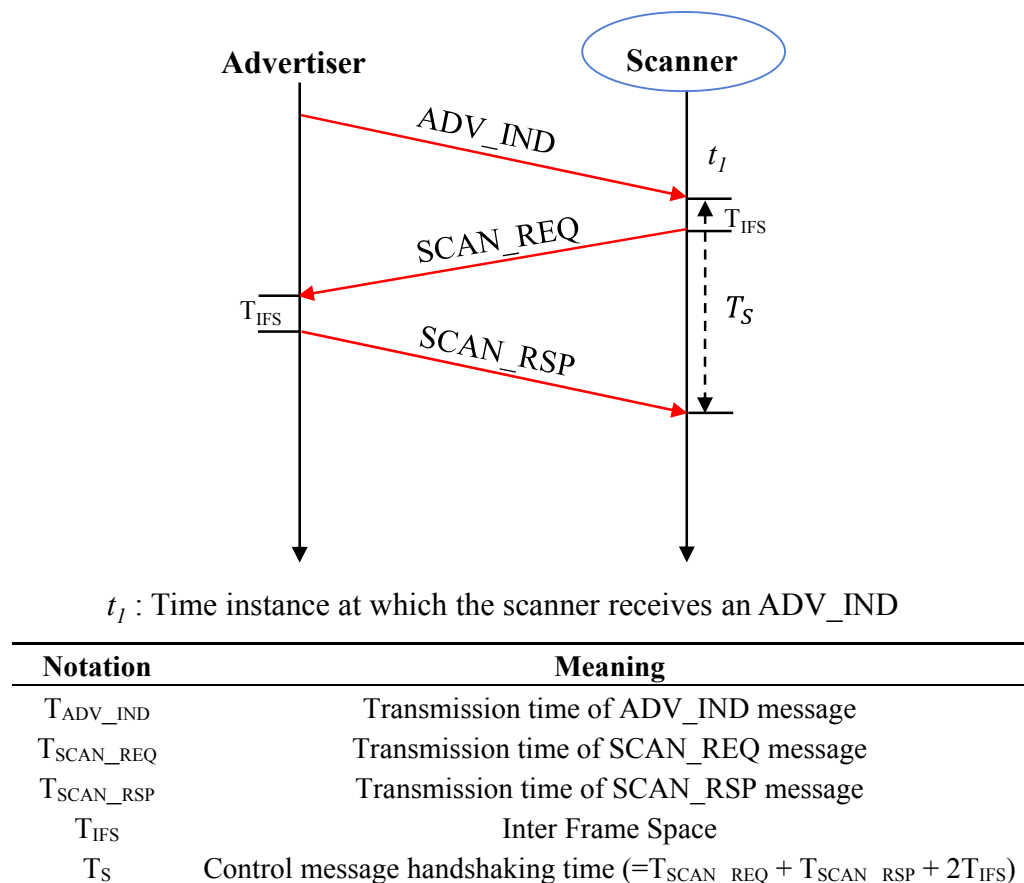 Advertiser
Scanner
ADV_IND
t1
TIFS
SCAN_REQ
TIFS
TS
SCAN_RSP
t1 : Time instance at which the scanner receives an ADV_IND
Notation Meaning
TADV_IND Transmission time of ADV_IND message
TSCAN_REQ Transmission time of SCAN_REQ message
TSCAN_RSP Transmission time of SCAN_RSP message
TIFS Inter Frame Space
TS Control message handshaking time (=TSCAN_REQ + TSCAN_RSP + 2TIFS)